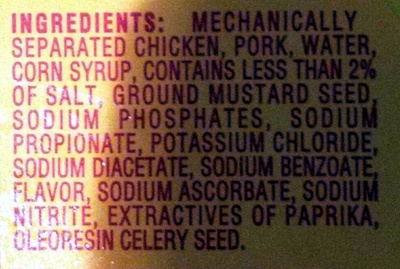 INGREDIENTS: MECHANICALLY
SEPARATED CHICKEN, PORK, WATER,
CORN SYRUP, CONTAINS LESS THAN 2%
OF SALT, GROUND MUSTARD SEED,
SODIUM PHOSPHATES, SODIUM
PROPIONATE, POTASSIUM CHLORIDE,
SODIUM DIACETATE, SODIUM BENZOATE,
FLAVOR, SODIUM ASCORBATE, SODIUM
NITRITE, EXTRACTIVES OF PAPRIKA,
OLEORESIN CELERY SEED.